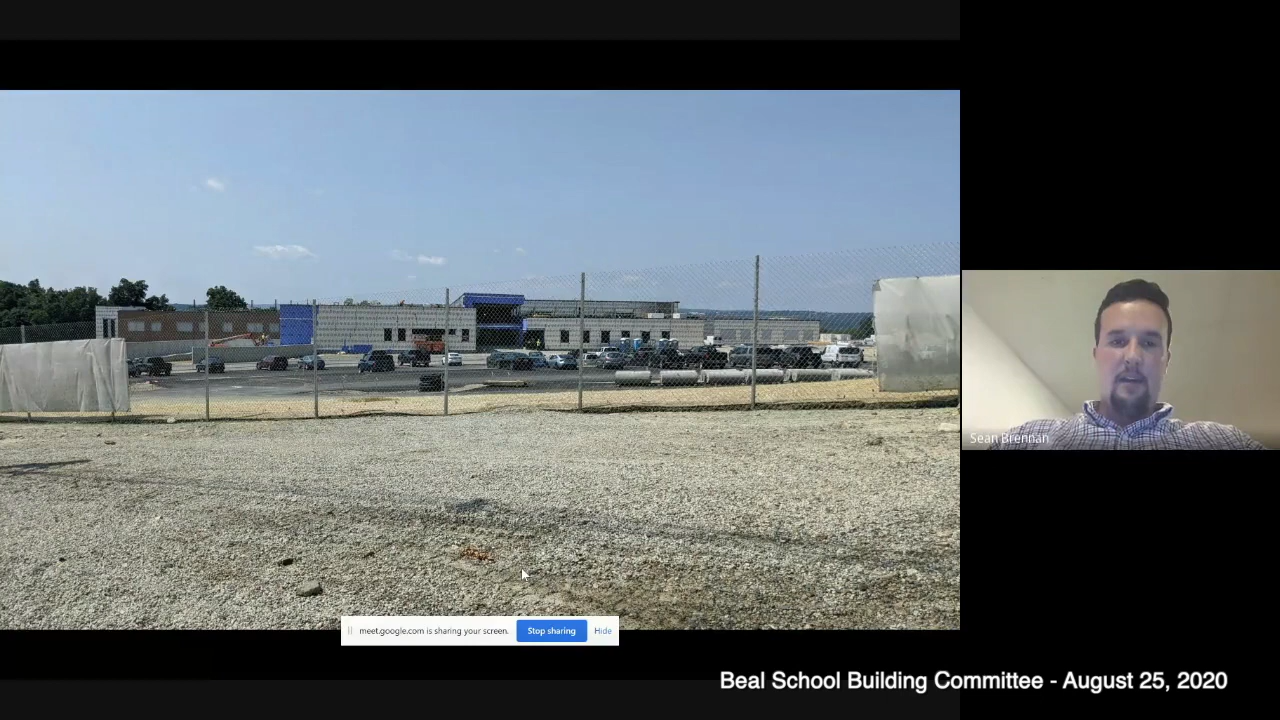 Sean Brennan
meet.google.com is sharing your screen.
Stop sharing
Hide
Beal School Building Committee - August 25, 2020